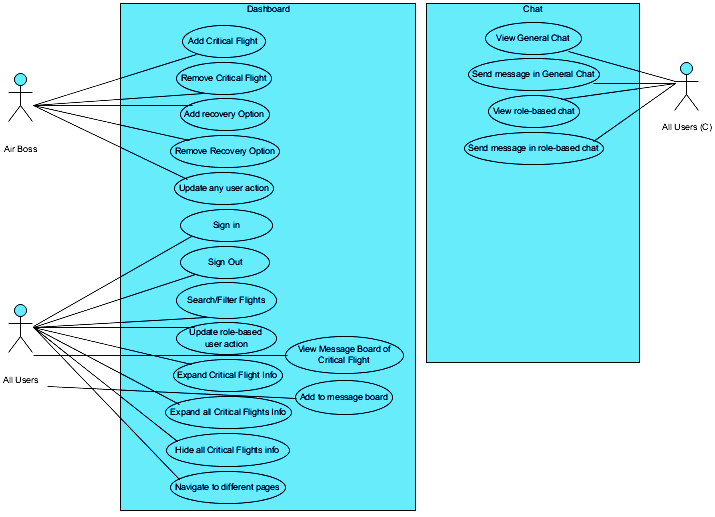 Dashboard
Add Critical Flight
Remove Critical Flight
Add recovery Option
Remove Recovery Option
Update any user action
Sign in
Sign Out
Search/Filter Flights
Update role-based
user action
View Message Board of
Critical Flight
Expand Critical Flight Info
Add to message board
Expand all Critical Flights Info
Hide all Critical Flights info
Navigate to different pages
Air Boss
All Users
Chat
View General Chat
Send message in General Chat
View role-based chat
Send message in role-based chat
All Users (C)